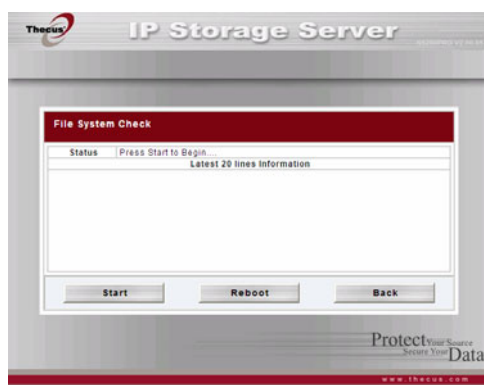 Thecus
IP Storage Server
File System Check
Status Press Start to Begin....
Latest 20 lines Information
Start Reboot Back
Protect Your Source
Secure Your Data
www.thecus.com